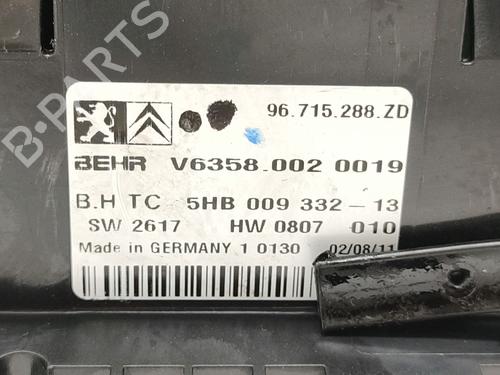 B-PARTS
96.715.288.ZD
BEHR V6358.002 0019
B.H TC 5HB 009 332-13
SW 2617 HW 0807 010
Made in GERMANY 1 0130 02/08/11